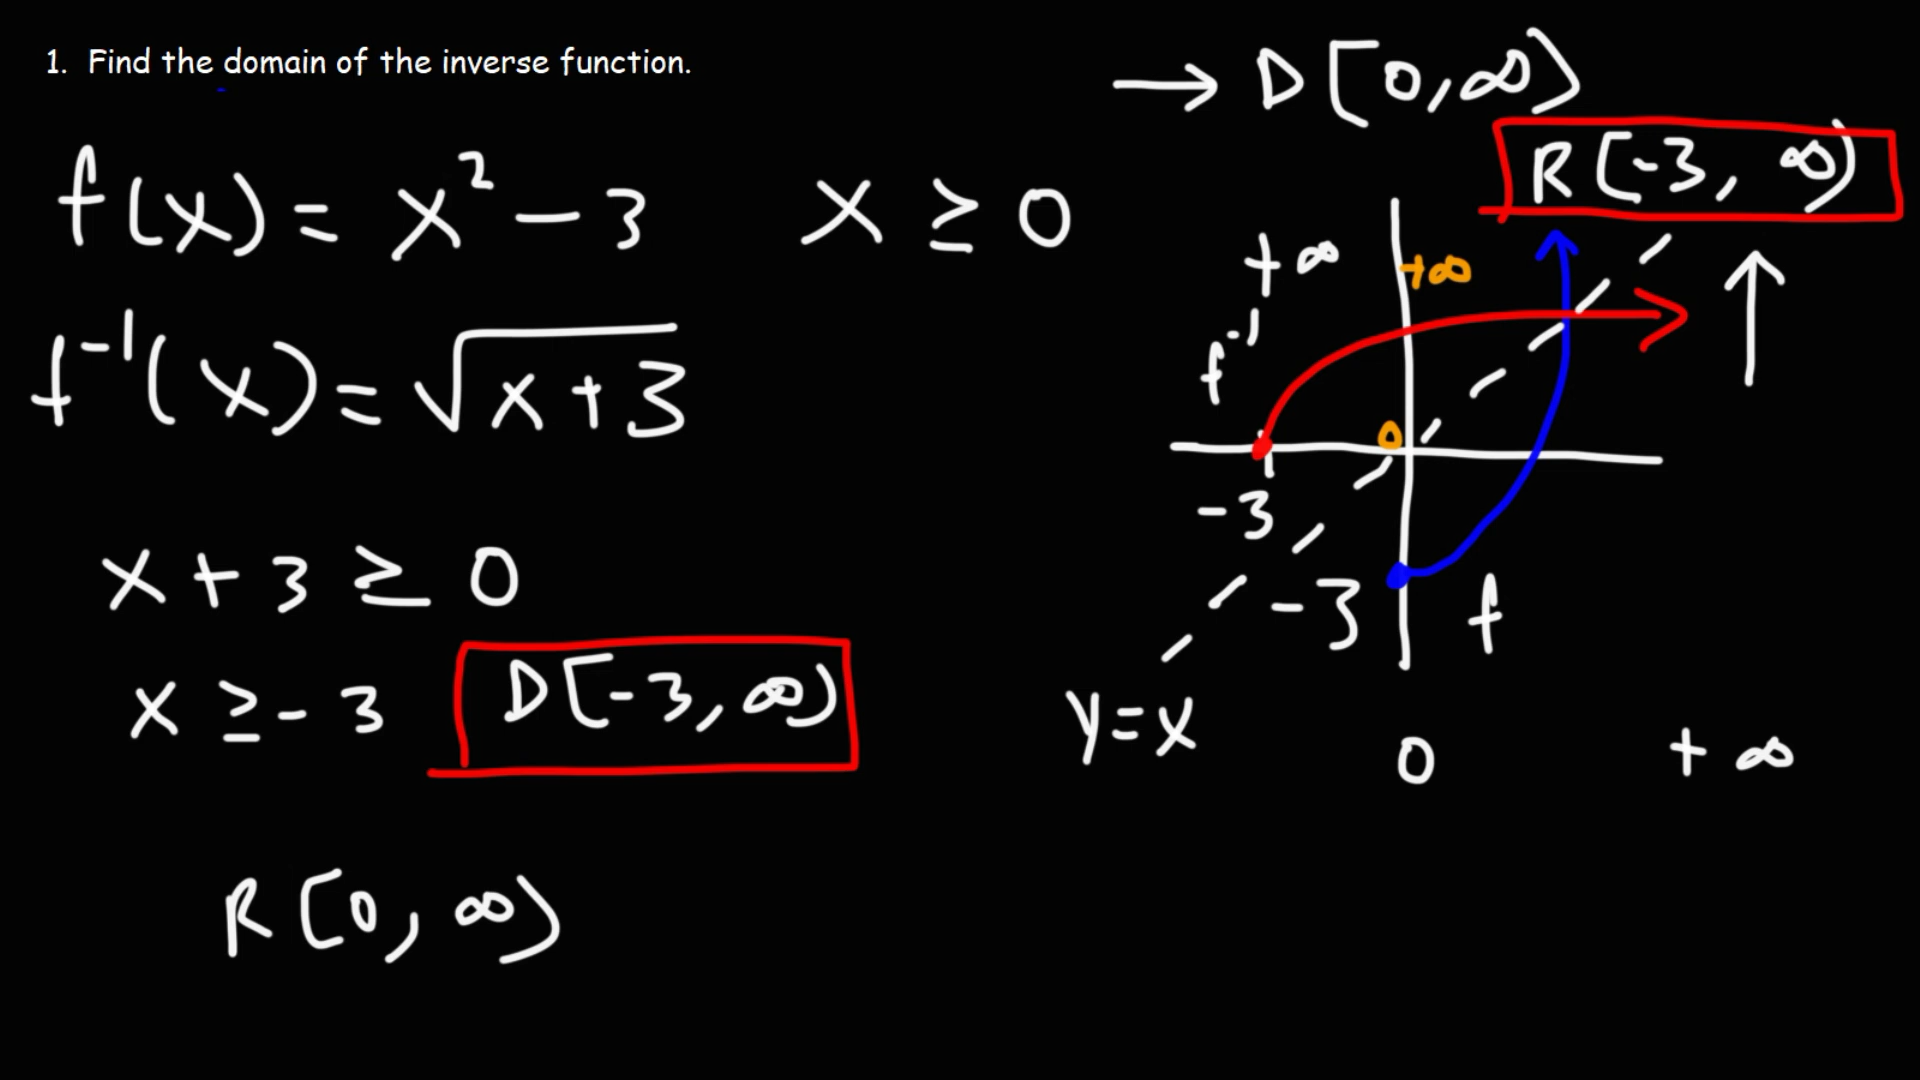 1. Find the domain of the inverse function.
f(x) = x² - 3 x ≥ 0
f⁻¹(x) = √(x + 3)
x + 3 ≥ 0
x ≥ - 3 D[-3, ∞)
R[0, ∞)
→ D[0, ∞)
R[-3, ∞)
+∞ +∞
f⁻¹
0
-3
-3 f
y = x
0 +∞